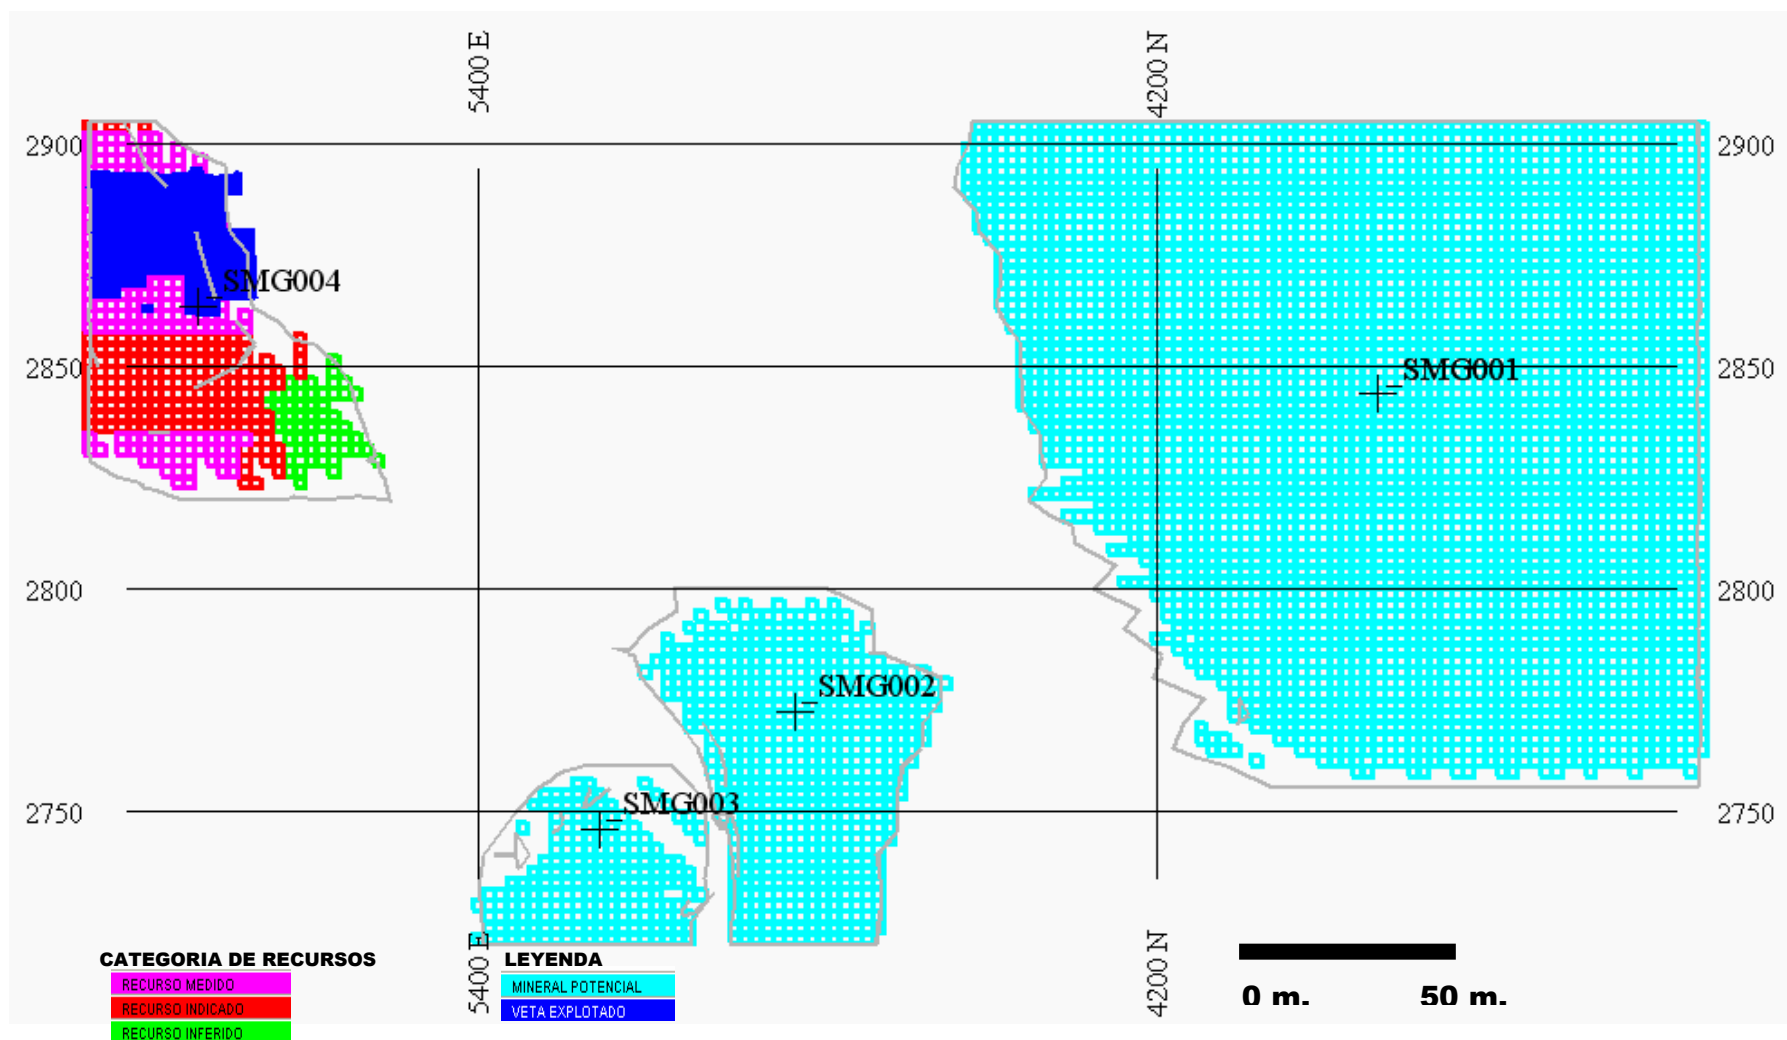 5400 E
4200 N
2900
2900
SMG004
2850
SMG001
2850
2800
2800
SMG002
SMG003
2750
2750
5400 E
4200 N
CATEGORIA DE RECURSOS
RECURSO MEDIDO
RECURSO INDICADO
RECURSO INFERIDO
LEYENDA
MINERAL POTENCIAL
VETA EXPLOTADO
0 m.
50 m.